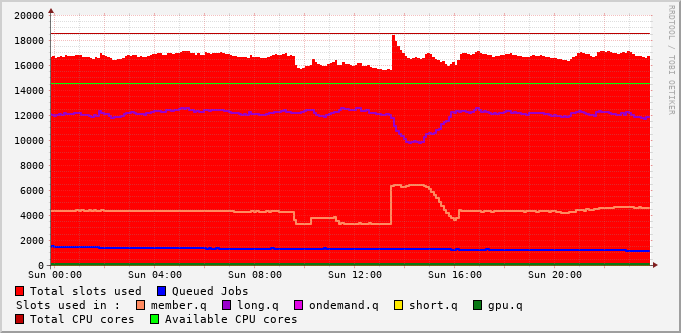 20000
18000
16000
14000
12000
10000
8000
6000
4000
2000
0
Sun 00:00 Sun 04:00 Sun 08:00 Sun 12:00 Sun 16:00 Sun 20:00
Total slots used Queued Jobs
Slots used in : member.q long.q ondemand.q short.q gpu.q
Total CPU cores Available CPU cores
RRDTOOL / TOBI OETIKER